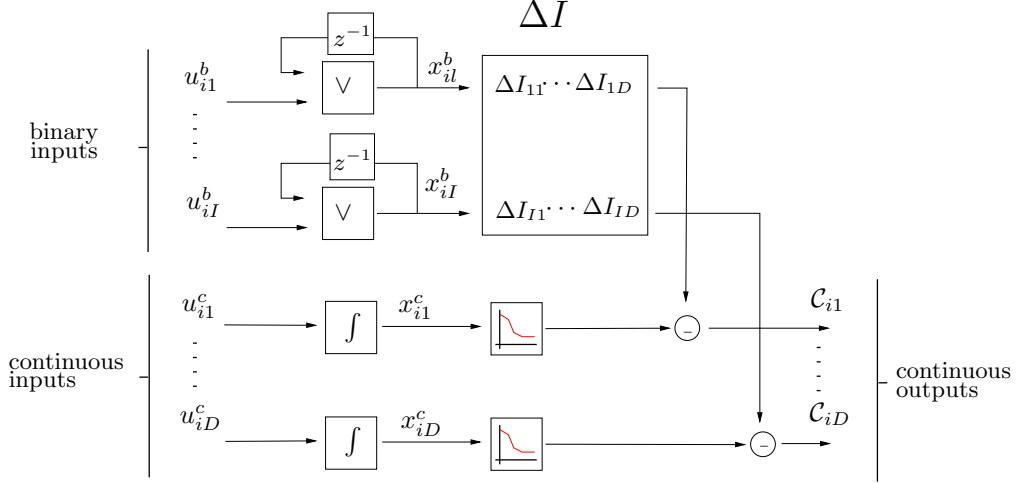 ΔI
z⁻¹
u^b_{i1}
∨
x^b_{il}
ΔI_{11} ··· ΔI_{1D}
binary
inputs
z⁻¹
u^b_{iI}
∨
x^b_{iI}
ΔI_{I1} ··· ΔI_{ID}
u^c_{i1}
∫
x^c_{i1}
−
𝒞_{i1}
continuous
inputs
continuous
outputs
u^c_{iD}
∫
x^c_{iD}
−
𝒞_{iD}